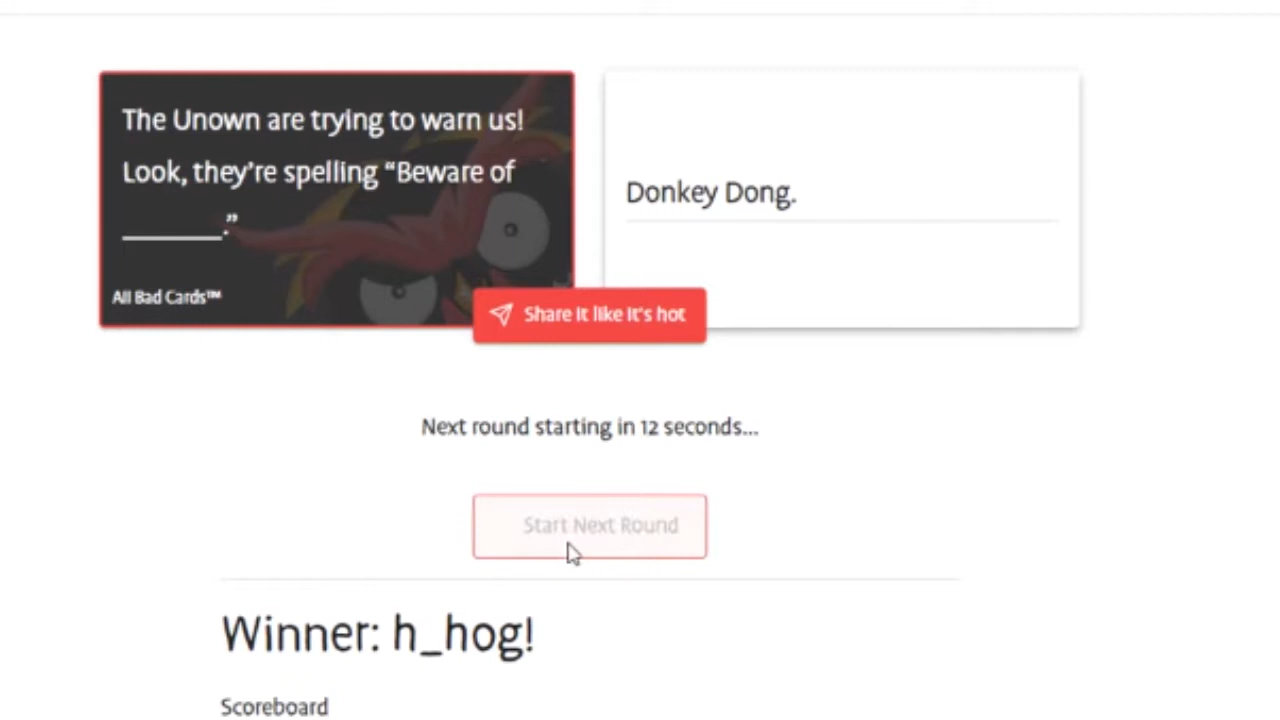 The Unown are trying to warn us!
Look, they're spelling “Beware of
______.”
All Bad Cards™
Donkey Dong.
Share it like it's hot
Next round starting in 12 seconds...
Start Next Round
Winner: h_hog!
Scoreboard